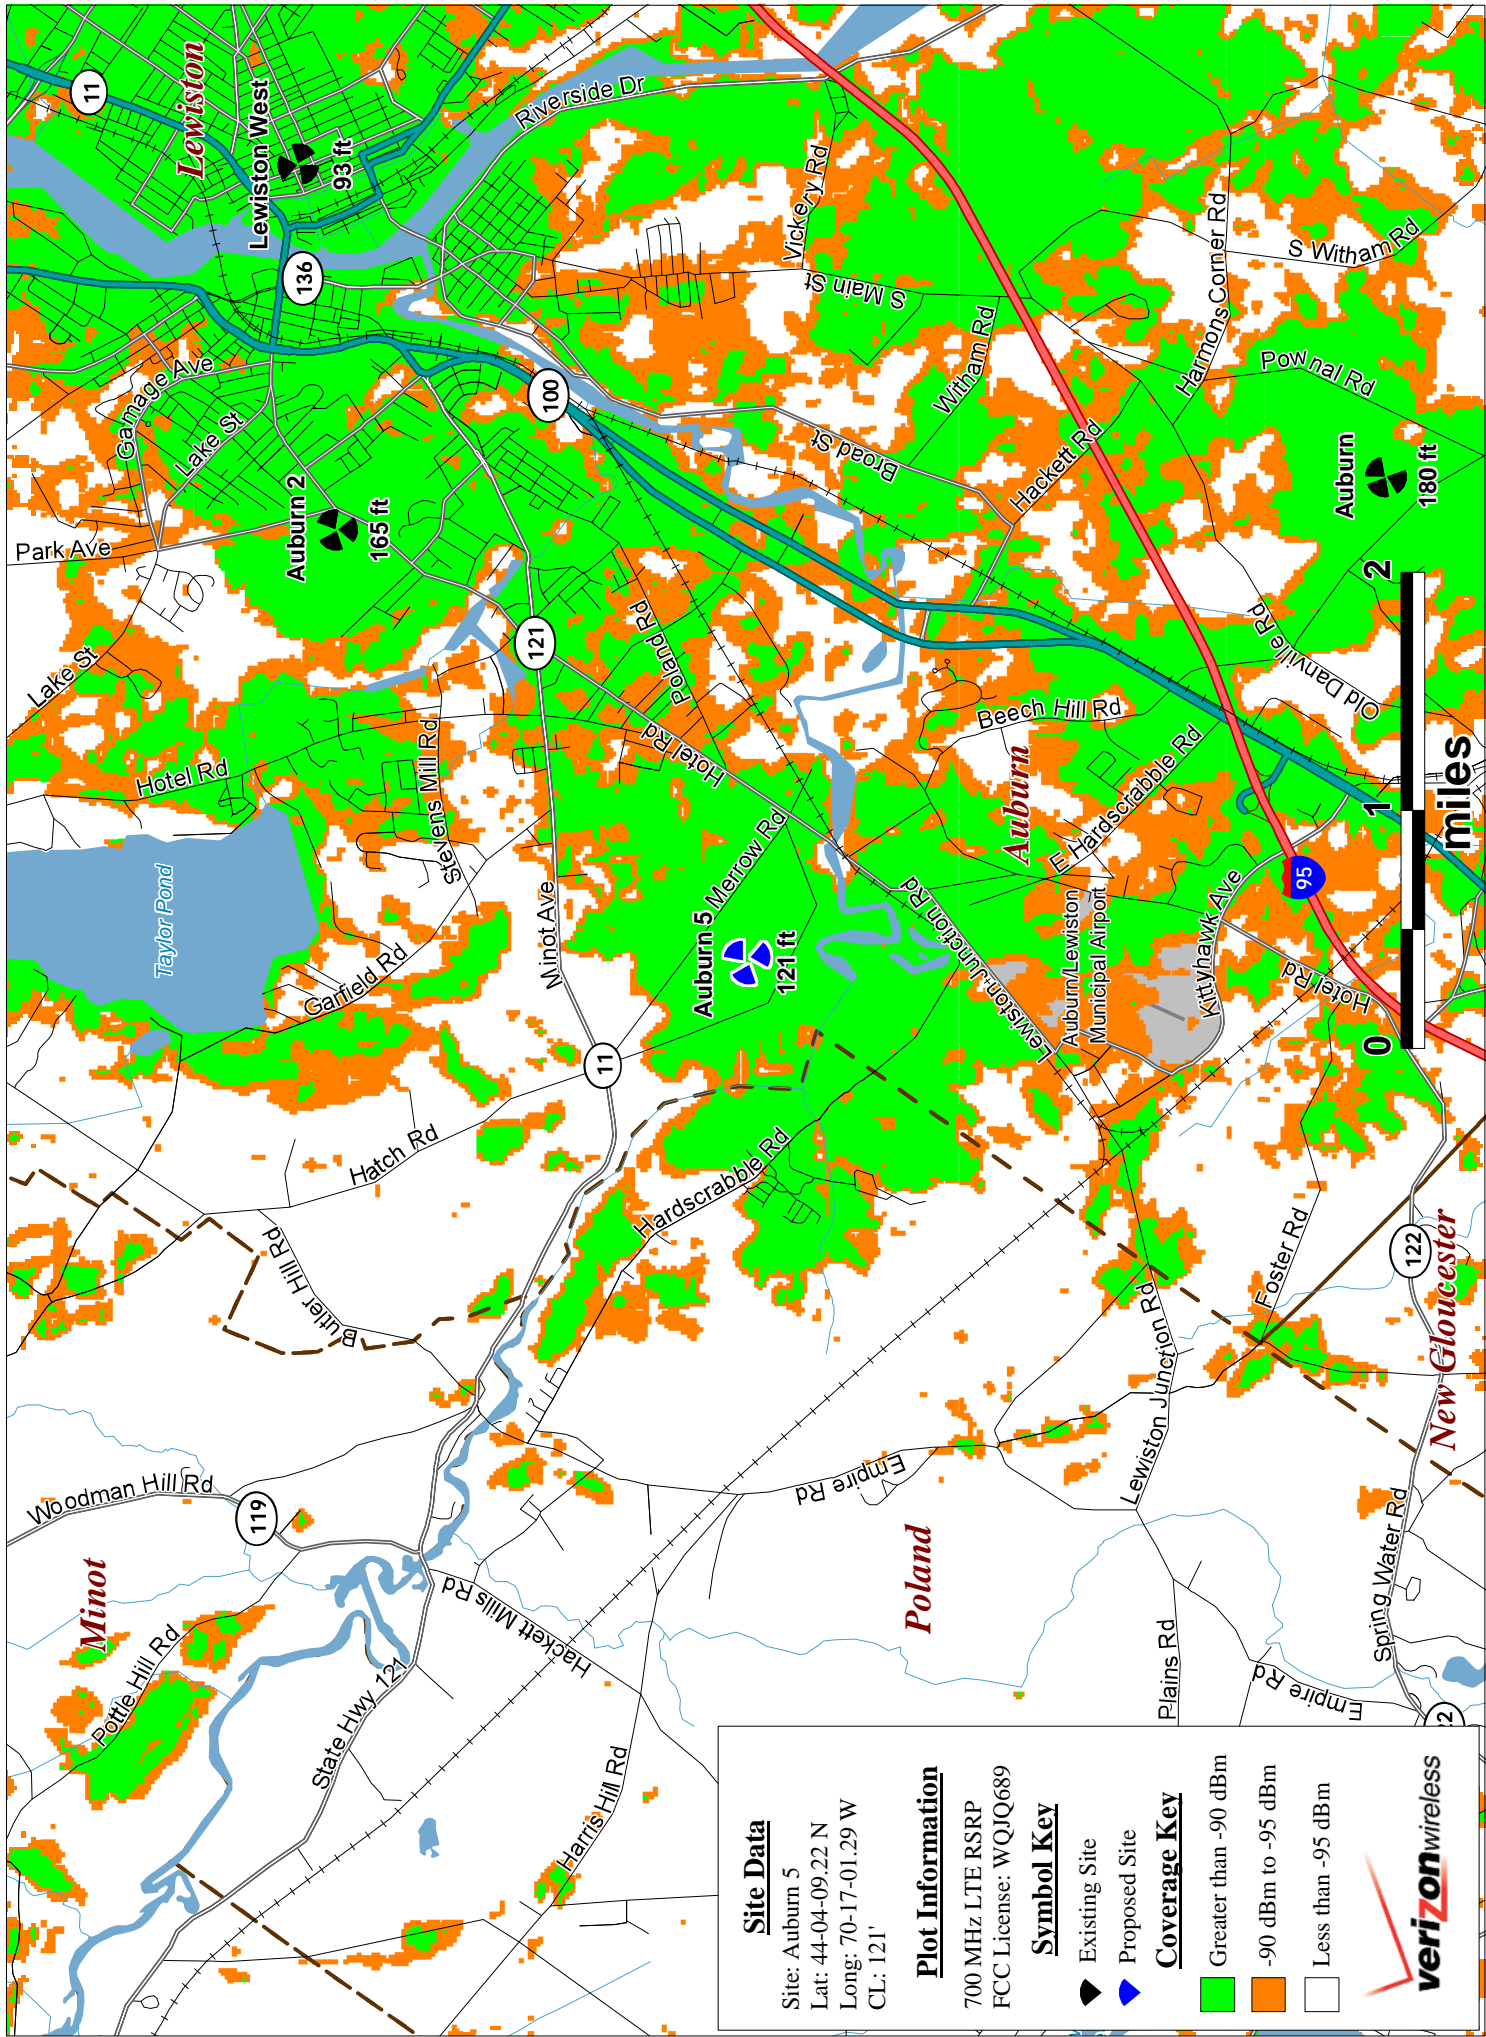 Site Data
Site: Auburn 5
Lat: 44-04-09.22 N
Long: 70-17-01.29 W
CL: 121'
Plot Information
700 MHz LTE RSRP
FCC License: WQJQ689
Symbol Key
Existing Site
Proposed Site
Coverage Key
Greater than -90 dBm
-90 dBm to -95 dBm
Less than -95 dBm
verizonwireless
Minot
Pottle Hill Rd
Woodman Hill Rd
119
State Hwy 121
Hackett Mills Rd
Harris Hill Rd
Poland
Plains Rd
Empire Rd
Spring Water Rd
22
Empire Rd
Lewiston Junction Rd
Foster Rd
122
New Gloucester
Butler Hill Rd
Hatch Rd
Hardscrabble Rd
11
Minot Ave
Garfield Rd
Taylor Pond
Stevens Mill Rd
Hotel Rd
Lake St
Park Ave
Auburn 5
121 ft
Merrow Rd
Hotel Rd
Poland Rd
121
Lewiston-Junction Rd
Auburn/Lewiston
Municipal Airport
Kittyhawk Ave
Hotel Rd
95
E Hardscrabble Rd
Auburn
Beech Hill Rd
Old Danville Rd
0
1
2
miles
Auburn 2
165 ft
Lake St
Gamage Ave
100
Broad St
Hackett Rd
Witham Rd
S Main St
Vickery Rd
Riverside Dr
136
Lewiston West
93 ft
Lewiston
11
Harmons Corner Rd
S Witham Rd
Pownal Rd
Auburn
180 ft